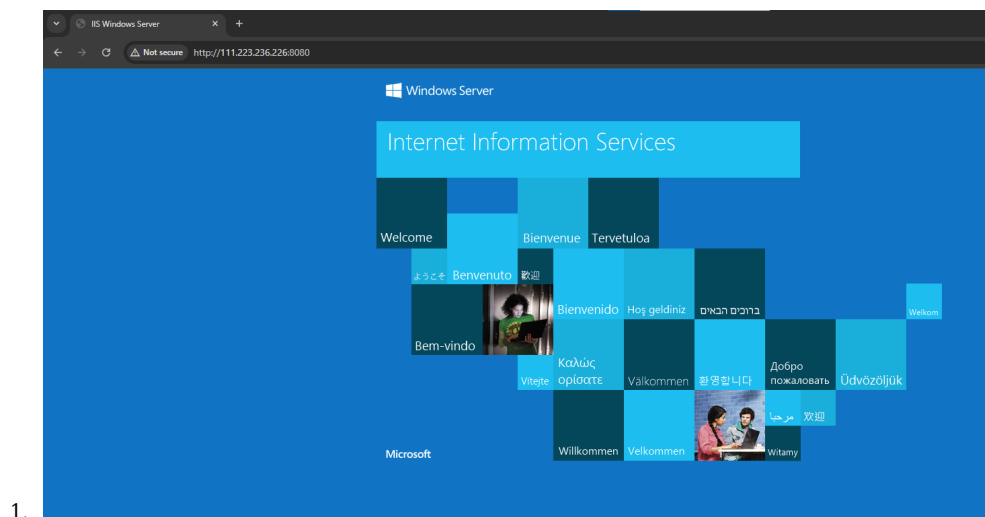 IIS Windows Server
Not secure http://111.223.236.226:8080
Windows Server
Internet Information Services
Welcome
Bienvenue
Tervetuloa
ようこそ
Benvenuto
歡迎
Bienvenido
Hoş geldiniz
ברוכים הבאים
Welkom
Bem-vindo
Vítejte
Καλώς
ορίσατε
Välkommen
환영합니다
Добро
пожаловать
Üdvözöljük
مرحبا
欢迎
Microsoft
Willkommen
Velkommen
Witamy
1.